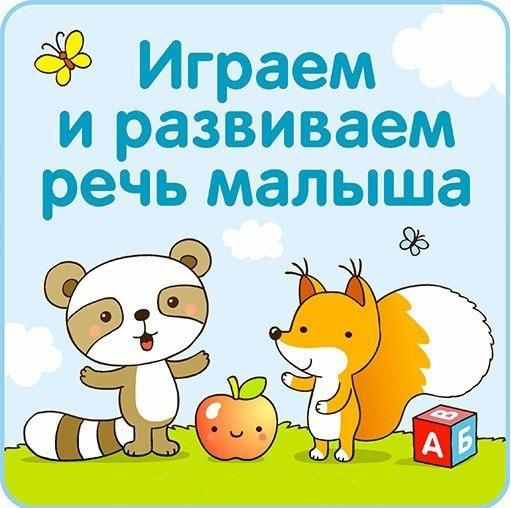 Играем
и развиваем
речь малыша
В
А Б